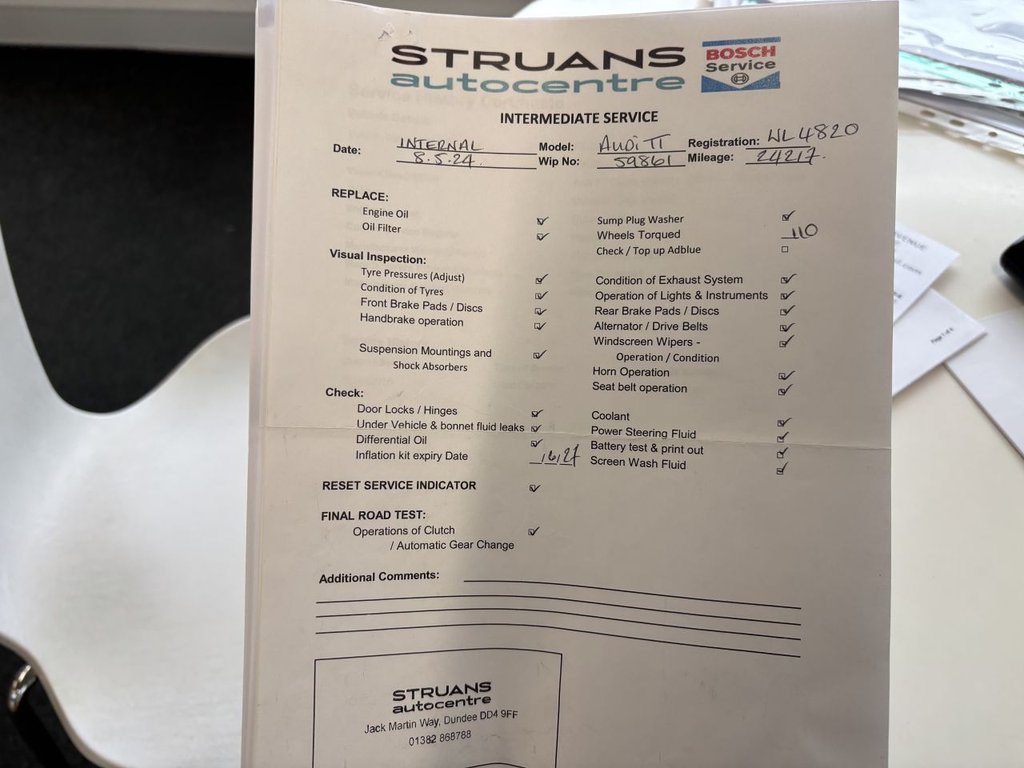 STRUANS
autocentre
BOSCH
Service
INTERMEDIATE SERVICE
INTERNAL
Date: 8.5.24. Model: AUDI TT Registration: WL4820
Wip No: 59861 Mileage: 24217.
REPLACE:
Engine Oil
Oil Filter
Sump Plug Washer
Wheels Torqued 110
Check / Top up Adblue
Visual Inspection:
Tyre Pressures (Adjust)
Condition of Tyres
Front Brake Pads / Discs
Handbrake operation
Suspension Mountings and
Shock Absorbers
Condition of Exhaust System
Operation of Lights & Instruments
Rear Brake Pads / Discs
Alternator / Drive Belts
Windscreen Wipers -
Operation / Condition
Horn Operation
Seat belt operation
Check:
Door Locks / Hinges
Under Vehicle & bonnet fluid leaks
Differential Oil
Inflation kit expiry Date
Coolant
Power Steering Fluid
Battery test & print out
Screen Wash Fluid
RESET SERVICE INDICATOR
FINAL ROAD TEST:
Operations of Clutch
/ Automatic Gear Change
Additional Comments:
STRUANS
autocentre
Jack Martin Way, Dundee DD4 9FF
01382 868768